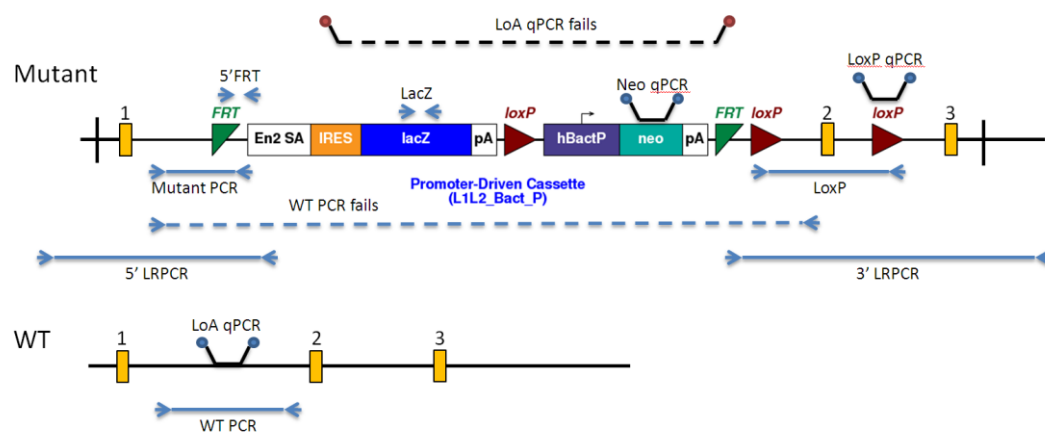 LoA qPCR fails
Mutant
5'FRT
LacZ
Neo qPCR
LoxP qPCR
1
FRT
loxP
FRT
loxP
2
loxP
3
En2 SA
IRES
lacZ
pA
hBactP
neo
pA
Mutant PCR
Promoter-Driven Cassette
(L1L2_Bact_P)
LoxP
WT PCR fails
5' LRPCR
3' LRPCR
WT
1
LoA qPCR
2
3
WT PCR